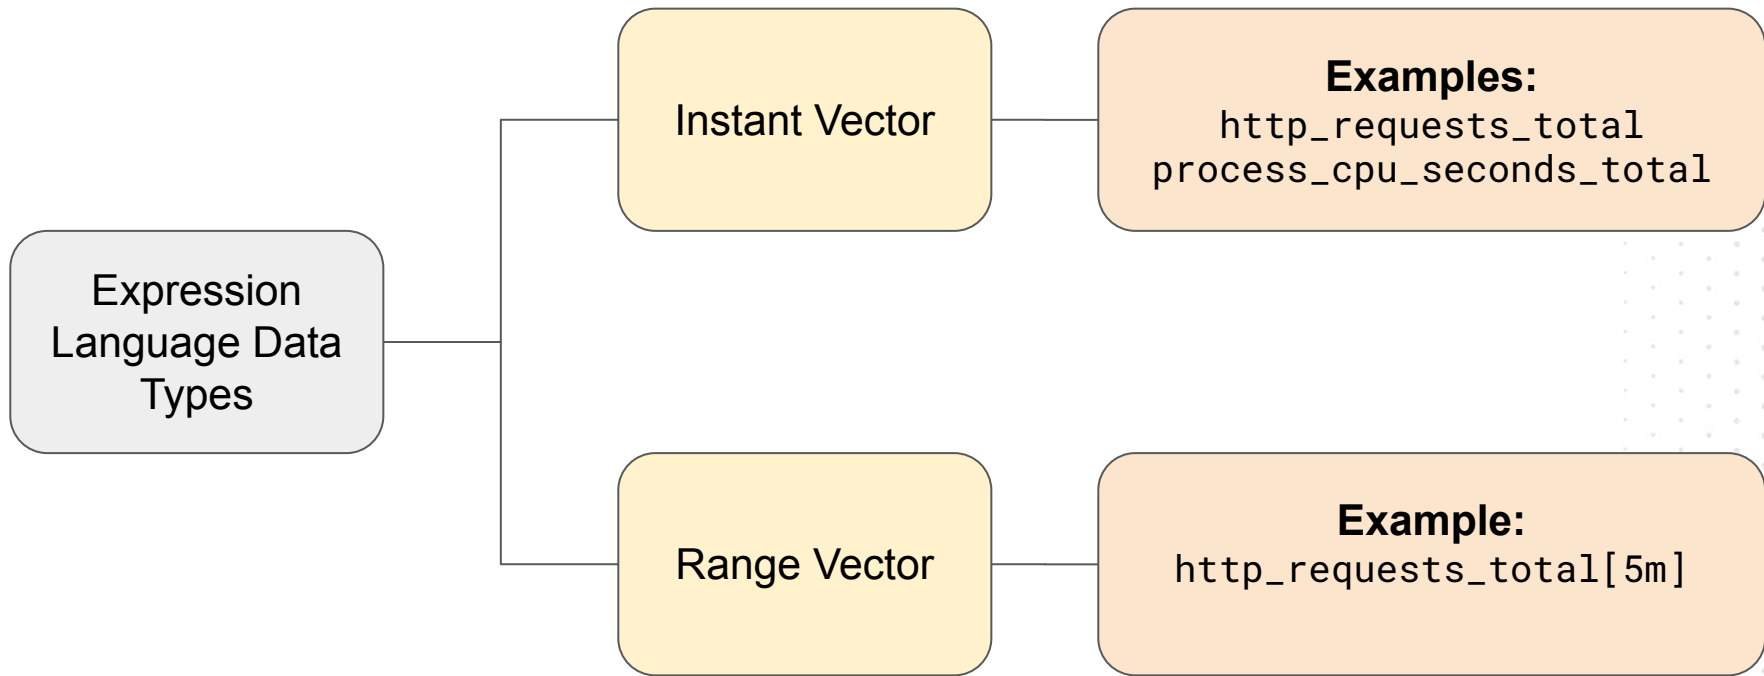 Expression
Language Data
Types
Instant Vector
Examples:
http_requests_total
process_cpu_seconds_total
Range Vector
Example:
http_requests_total[5m]